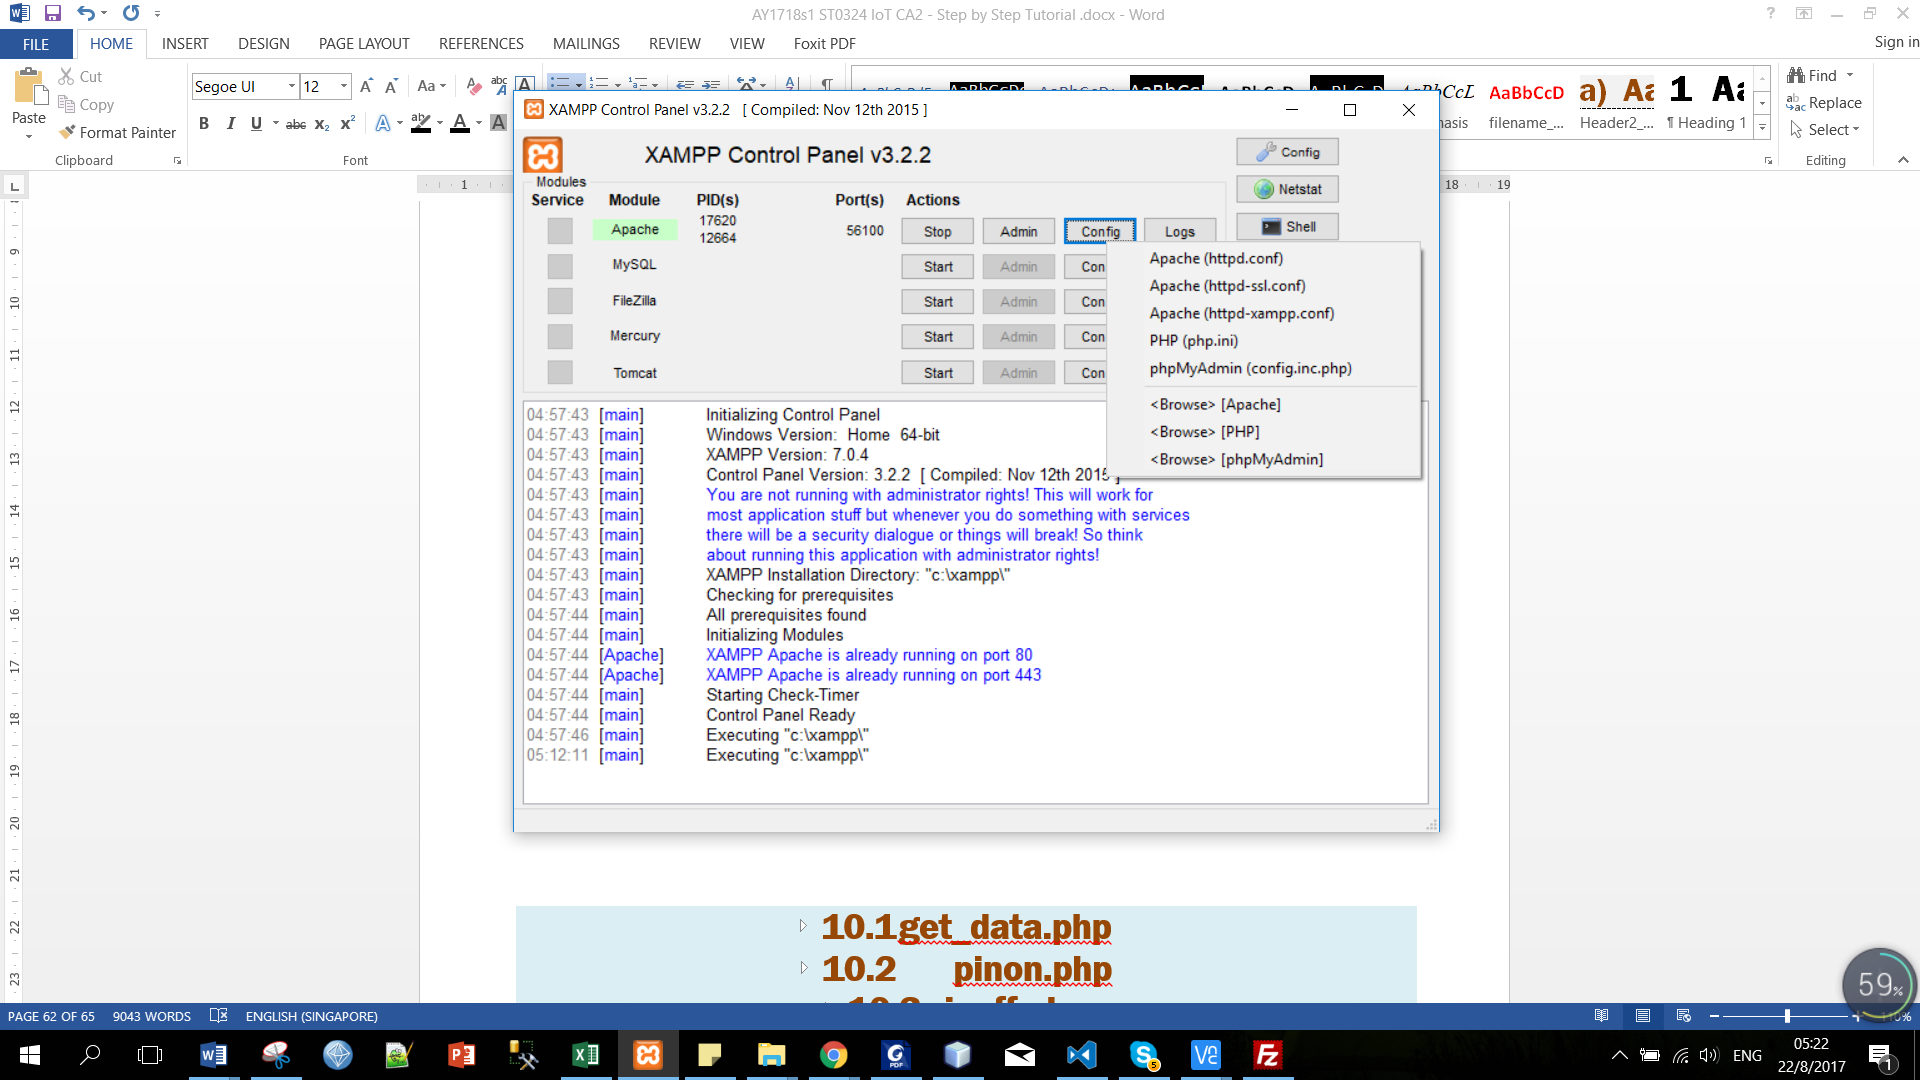 AY1718s1 ST0324 IoT CA2 - Step by Step Tutorial .docx - Word
FILE HOME INSERT DESIGN PAGE LAYOUT REFERENCES MAILINGS REVIEW VIEW Foxit PDF Sign in
Paste
Cut
Copy
Format Painter
Clipboard
Segoe UI 12
Font
AaBbCcD
filename_...
Header2_...
¶ Heading 1
Find
Replace
Select
Editing
XAMPP Control Panel v3.2.2 [ Compiled: Nov 12th 2015 ]
XAMPP Control Panel v3.2.2
Config
Netstat
Shell
Modules
Service Module PID(s) Port(s) Actions
Apache 17620 12664 56100 Stop Admin Config Logs
MySQL Start Admin Con
FileZilla Start Admin Con
Mercury Start Admin Con
Tomcat Start Admin Con
Apache (httpd.conf)
Apache (httpd-ssl.conf)
Apache (httpd-xampp.conf)
PHP (php.ini)
phpMyAdmin (config.inc.php)
<Browse> [Apache]
<Browse> [PHP]
<Browse> [phpMyAdmin]
04:57:43 [main] Initializing Control Panel
04:57:43 [main] Windows Version: Home 64-bit
04:57:43 [main] XAMPP Version: 7.0.4
04:57:43 [main] Control Panel Version: 3.2.2 [ Compiled: Nov 12th 2015 ]
04:57:43 [main] You are not running with administrator rights! This will work for
04:57:43 [main] most application stuff but whenever you do something with services
04:57:43 [main] there will be a security dialogue or things will break! So think
04:57:43 [main] about running this application with administrator rights!
04:57:43 [main] XAMPP Installation Directory: "c:\xampp\"
04:57:43 [main] Checking for prerequisites
04:57:44 [main] All prerequisites found
04:57:44 [main] Initializing Modules
04:57:44 [Apache] XAMPP Apache is already running on port 80
04:57:44 [Apache] XAMPP Apache is already running on port 443
04:57:44 [main] Starting Check-Timer
04:57:44 [main] Control Panel Ready
04:57:46 [main] Executing "c:\xampp\"
05:12:11 [main] Executing "c:\xampp\"
10.1get_data.php
10.2 pinon.php
59%
PAGE 62 OF 65 9043 WORDS ENGLISH (SINGAPORE)
ENG
05:22
22/8/2017